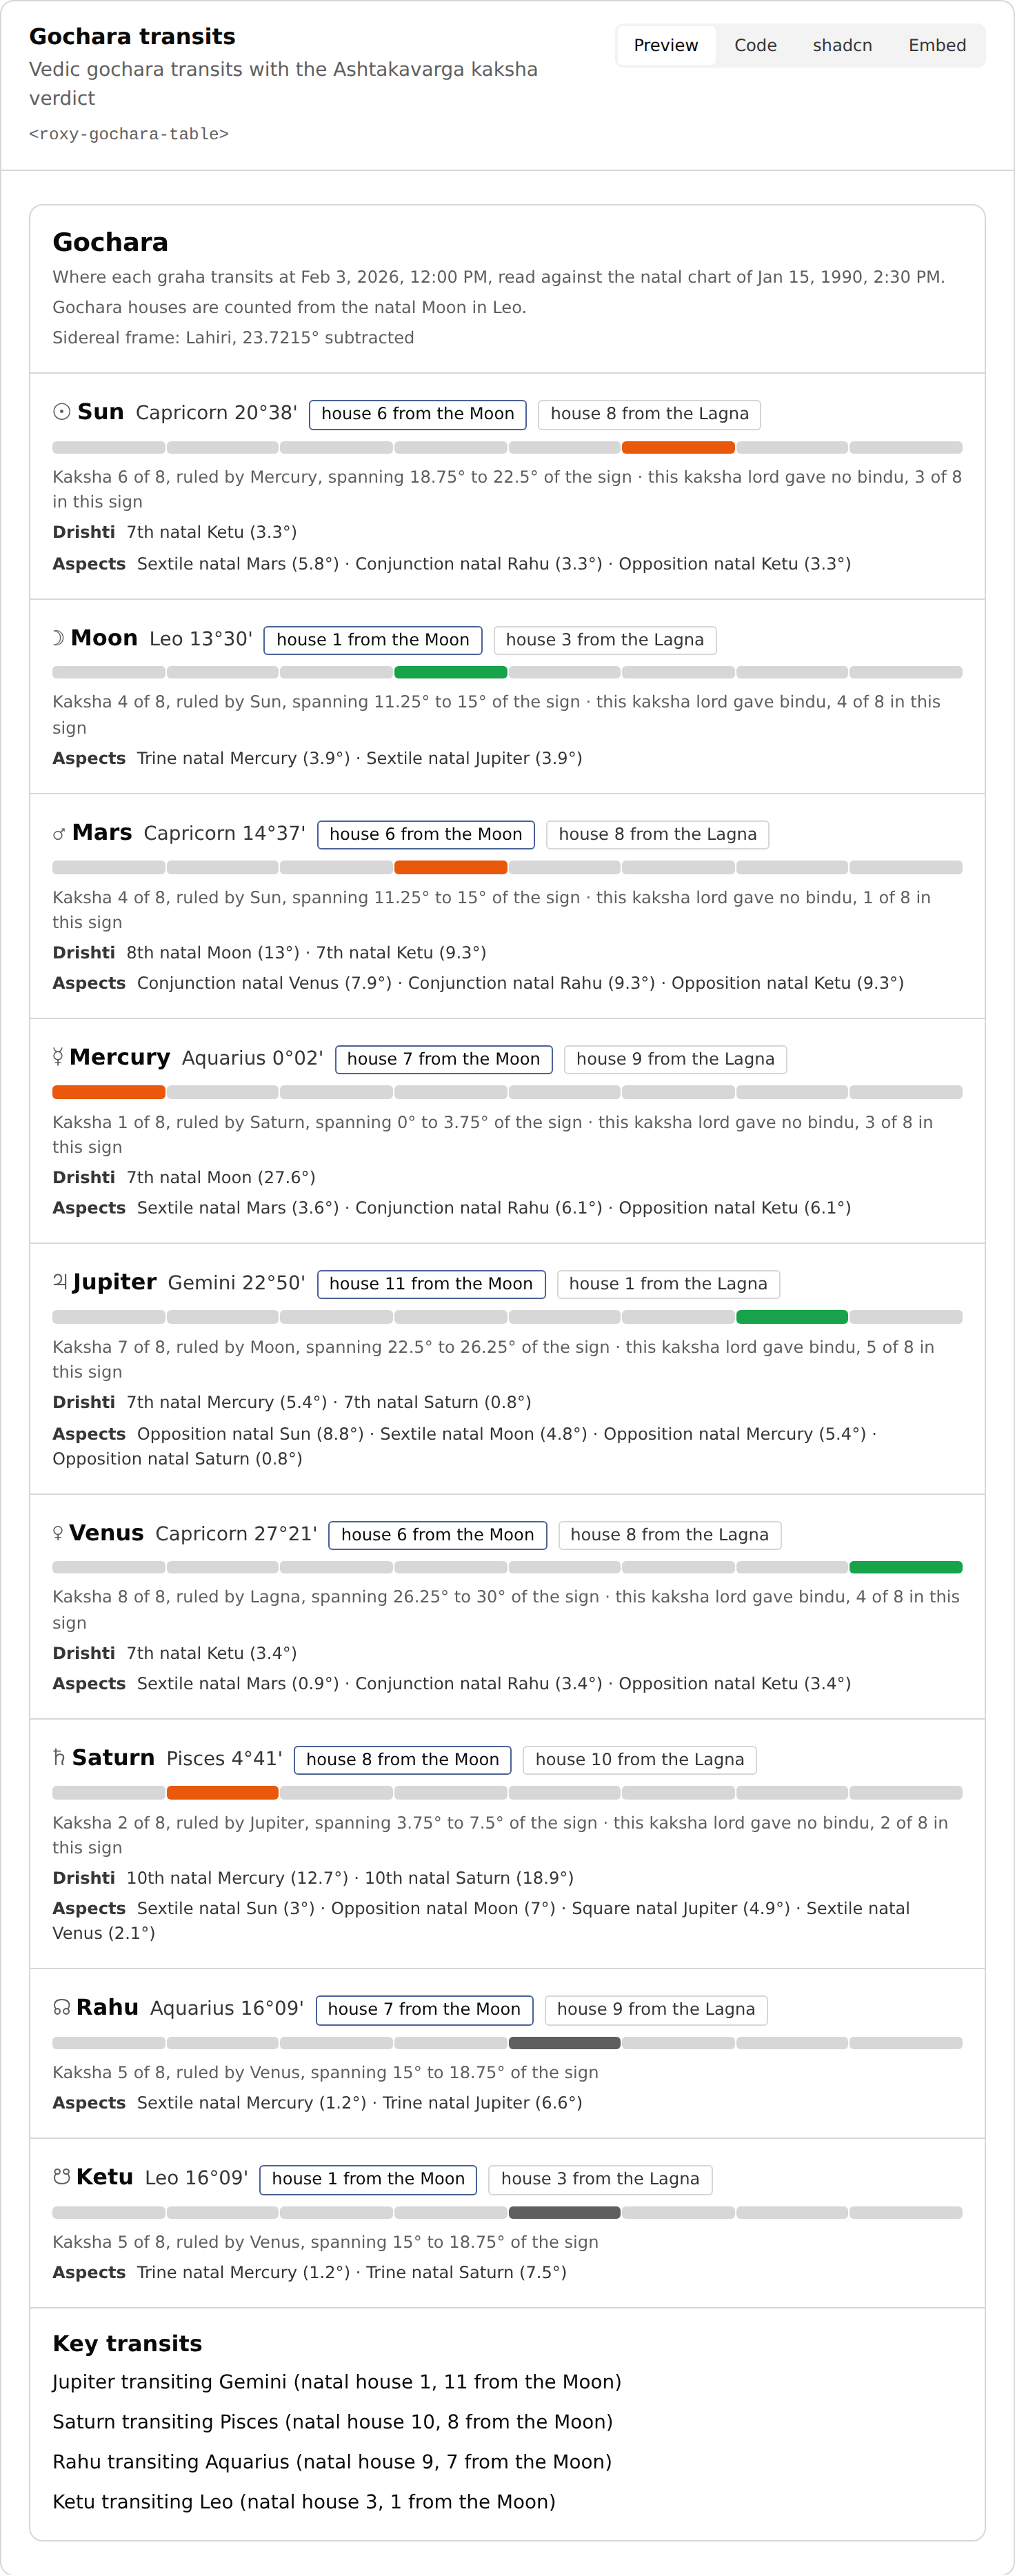 Gochara transits
Preview Code shadcn Embed
Vedic gochara transits with the Ashtakavarga kaksha
verdict
<roxy-gochara-table>
Gochara
Where each graha transits at Feb 3, 2026, 12:00 PM, read against the natal chart of Jan 15, 1990, 2:30 PM.
Gochara houses are counted from the natal Moon in Leo.
Sidereal frame: Lahiri, 23.7215° subtracted
☉ Sun Capricorn 20°38' house 6 from the Moon house 8 from the Lagna
Kaksha 6 of 8, ruled by Mercury, spanning 18.75° to 22.5° of the sign · this kaksha lord gave no bindu, 3 of 8
in this sign
Drishti 7th natal Ketu (3.3°)
Aspects Sextile natal Mars (5.8°) · Conjunction natal Rahu (3.3°) · Opposition natal Ketu (3.3°)
☽ Moon Leo 13°30' house 1 from the Moon house 3 from the Lagna
Kaksha 4 of 8, ruled by Sun, spanning 11.25° to 15° of the sign · this kaksha lord gave bindu, 4 of 8 in this
sign
Aspects Trine natal Mercury (3.9°) · Sextile natal Jupiter (3.9°)
♂ Mars Capricorn 14°37' house 6 from the Moon house 8 from the Lagna
Kaksha 4 of 8, ruled by Sun, spanning 11.25° to 15° of the sign · this kaksha lord gave no bindu, 1 of 8 in
this sign
Drishti 8th natal Moon (13°) · 7th natal Ketu (9.3°)
Aspects Conjunction natal Venus (7.9°) · Conjunction natal Rahu (9.3°) · Opposition natal Ketu (9.3°)
☿ Mercury Aquarius 0°02' house 7 from the Moon house 9 from the Lagna
Kaksha 1 of 8, ruled by Saturn, spanning 0° to 3.75° of the sign · this kaksha lord gave no bindu, 3 of 8 in
this sign
Drishti 7th natal Moon (27.6°)
Aspects Sextile natal Mars (3.6°) · Conjunction natal Rahu (6.1°) · Opposition natal Ketu (6.1°)
♃ Jupiter Gemini 22°50' house 11 from the Moon house 1 from the Lagna
Kaksha 7 of 8, ruled by Moon, spanning 22.5° to 26.25° of the sign · this kaksha lord gave bindu, 5 of 8 in
this sign
Drishti 7th natal Mercury (5.4°) · 7th natal Saturn (0.8°)
Aspects Opposition natal Sun (8.8°) · Sextile natal Moon (4.8°) · Opposition natal Mercury (5.4°) ·
Opposition natal Saturn (0.8°)
♀ Venus Capricorn 27°21' house 6 from the Moon house 8 from the Lagna
Kaksha 8 of 8, ruled by Lagna, spanning 26.25° to 30° of the sign · this kaksha lord gave bindu, 4 of 8 in this
sign
Drishti 7th natal Ketu (3.4°)
Aspects Sextile natal Mars (0.9°) · Conjunction natal Rahu (3.4°) · Opposition natal Ketu (3.4°)
♄ Saturn Pisces 4°41' house 8 from the Moon house 10 from the Lagna
Kaksha 2 of 8, ruled by Jupiter, spanning 3.75° to 7.5° of the sign · this kaksha lord gave no bindu, 2 of 8 in
this sign
Drishti 10th natal Mercury (12.7°) · 10th natal Saturn (18.9°)
Aspects Sextile natal Sun (3°) · Opposition natal Moon (7°) · Square natal Jupiter (4.9°) · Sextile natal
Venus (2.1°)
☊ Rahu Aquarius 16°09' house 7 from the Moon house 9 from the Lagna
Kaksha 5 of 8, ruled by Venus, spanning 15° to 18.75° of the sign
Aspects Sextile natal Mercury (1.2°) · Trine natal Jupiter (6.6°)
☋ Ketu Leo 16°09' house 1 from the Moon house 3 from the Lagna
Kaksha 5 of 8, ruled by Venus, spanning 15° to 18.75° of the sign
Aspects Trine natal Mercury (1.2°) · Trine natal Saturn (7.5°)
Key transits
Jupiter transiting Gemini (natal house 1, 11 from the Moon)
Saturn transiting Pisces (natal house 10, 8 from the Moon)
Rahu transiting Aquarius (natal house 9, 7 from the Moon)
Ketu transiting Leo (natal house 3, 1 from the Moon)